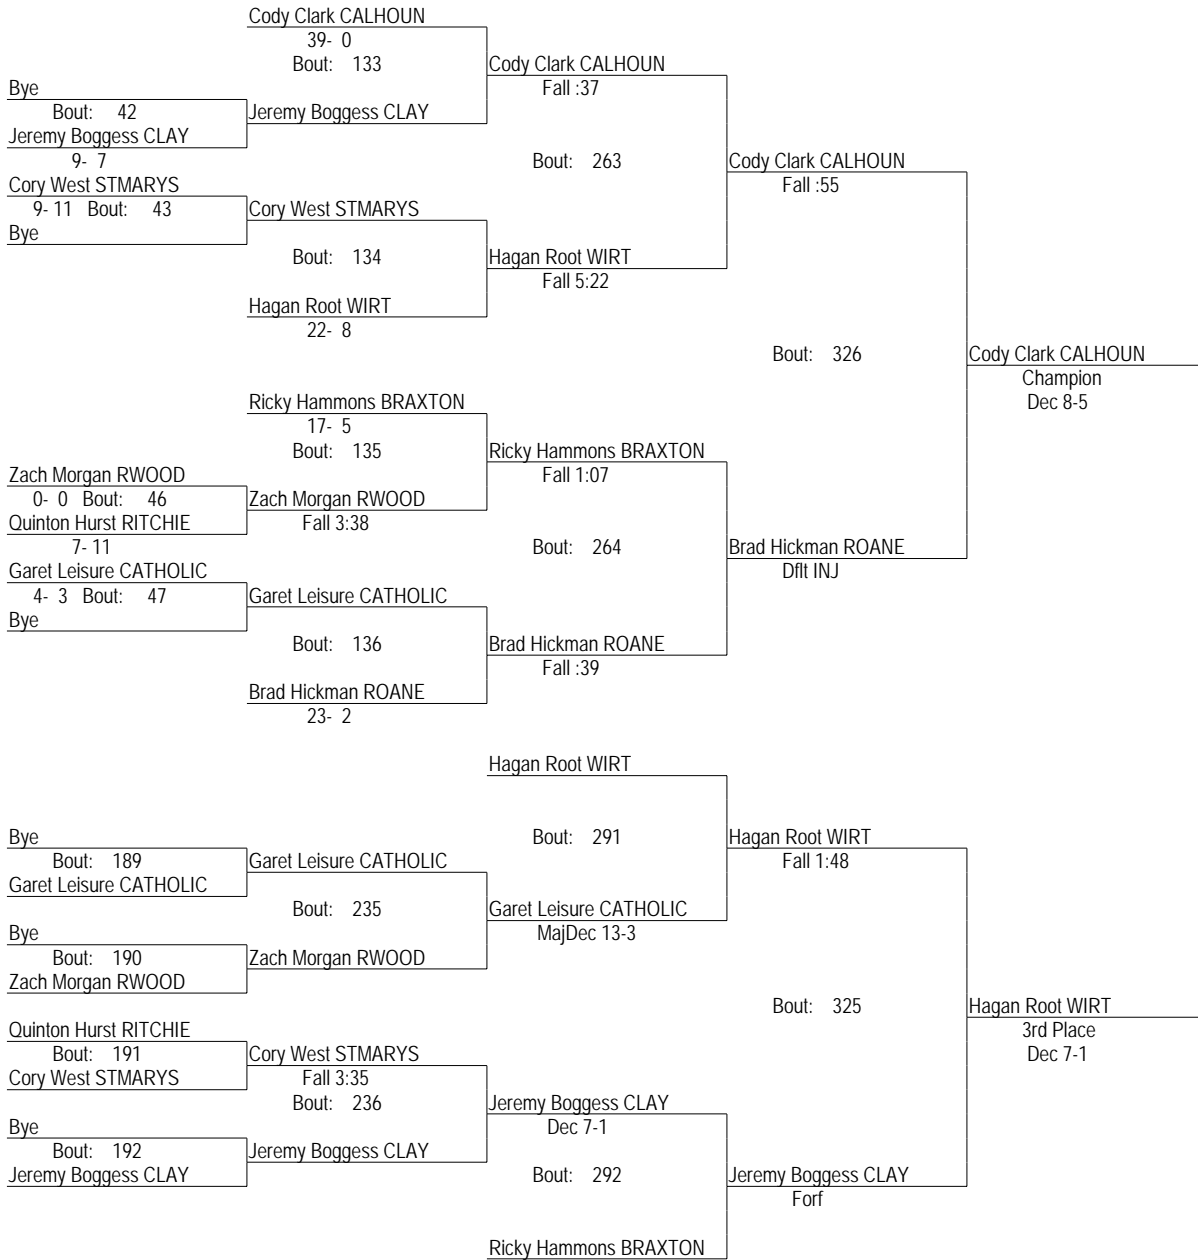 Cody Clark CALHOUN
39- 0
Bout: 133
Cody Clark CALHOUN
Fall :37
Bye
Bout: 42
Jeremy Boggess CLAY
Jeremy Boggess CLAY
9- 7
Bout: 263
Cody Clark CALHOUN
Fall :55
Cory West STMARYS
9- 11 Bout: 43
Cory West STMARYS
Bye
Bout: 134
Hagan Root WIRT
Fall 5:22
Hagan Root WIRT
22- 8
Bout: 326
Cody Clark CALHOUN
Champion
Dec 8-5
Ricky Hammons BRAXTON
17- 5
Bout: 135
Ricky Hammons BRAXTON
Fall 1:07
Zach Morgan RWOOD
0- 0 Bout: 46
Zach Morgan RWOOD
Quinton Hurst RITCHIE
Fall 3:38
7- 11
Bout: 264
Brad Hickman ROANE
Dflt INJ
Garet Leisure CATHOLIC
4- 3 Bout: 47
Garet Leisure CATHOLIC
Bye
Bout: 136
Brad Hickman ROANE
Fall :39
Brad Hickman ROANE
23- 2
Hagan Root WIRT
Bye
Bout: 291
Hagan Root WIRT
Bout: 189
Garet Leisure CATHOLIC
Fall 1:48
Garet Leisure CATHOLIC
Bout: 235
Garet Leisure CATHOLIC
MajDec 13-3
Bye
Bout: 190
Zach Morgan RWOOD
Zach Morgan RWOOD
Bout: 325
Hagan Root WIRT
3rd Place
Dec 7-1
Quinton Hurst RITCHIE
Bout: 191
Cory West STMARYS
Cory West STMARYS
Fall 3:35
Bout: 236
Jeremy Boggess CLAY
Dec 7-1
Bye
Bout: 192
Jeremy Boggess CLAY
Jeremy Boggess CLAY
Bout: 292
Jeremy Boggess CLAY
Forf
Ricky Hammons BRAXTON